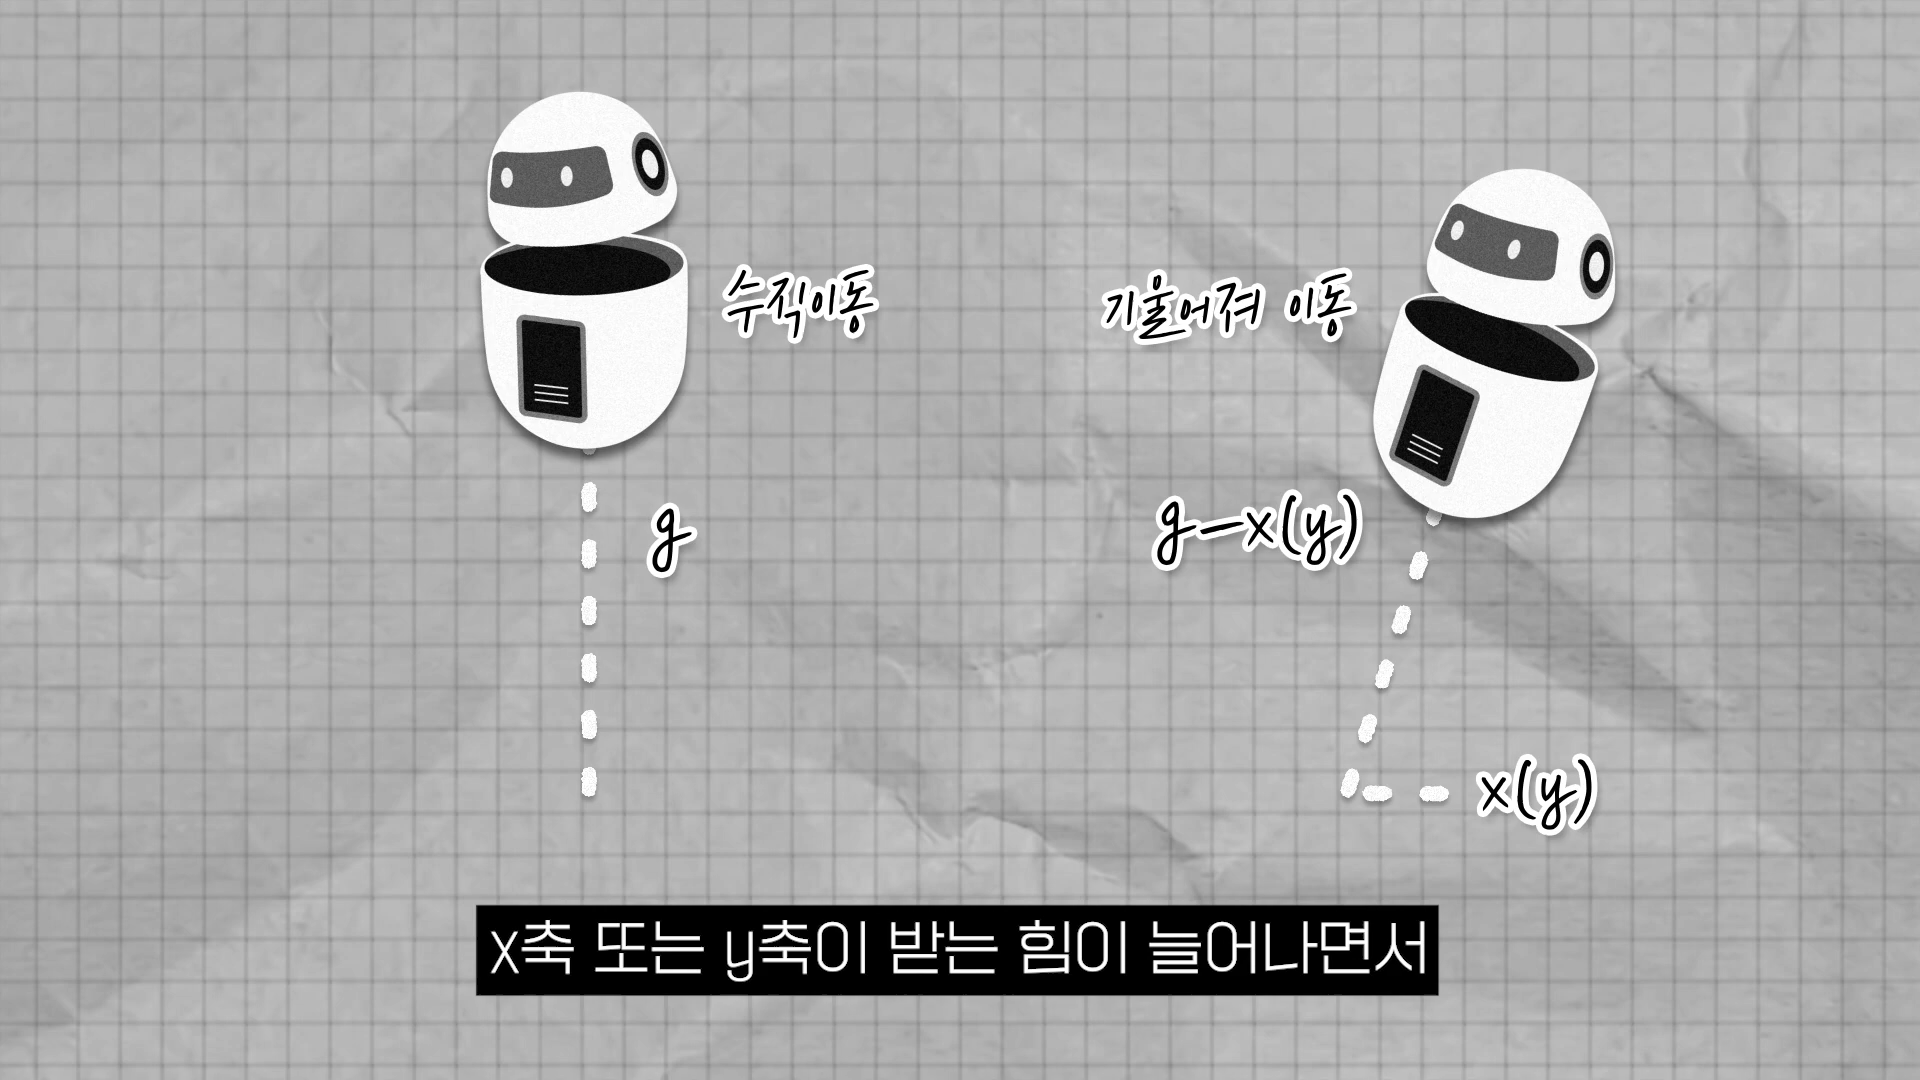 수직이동
기울어져 이동
g
g-x(y)
x(y)
x축 또는 y축이 받는 힘이 늘어나면서